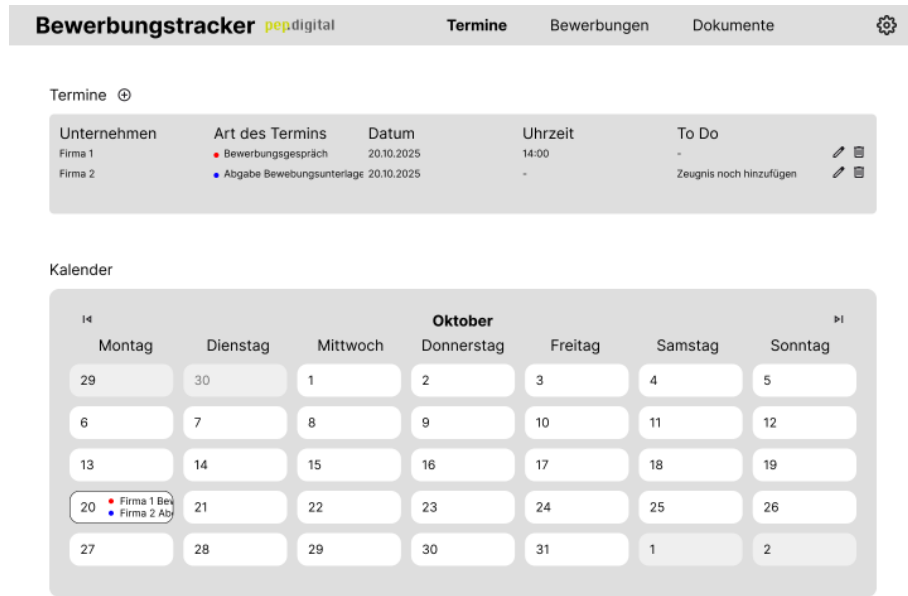 Bewerbungstracker pep.digital Termine Bewerbungen Dokumente
Termine
Unternehmen Art des Termins Datum Uhrzeit To Do
Firma 1 Bewerbungsgespräch 20.10.2025 14:00 -
Firma 2 Abgabe Bewebungsunterlage 20.10.2025 - Zeugnis noch hinzufügen
Kalender
Oktober
Montag Dienstag Mittwoch Donnerstag Freitag Samstag Sonntag
29 30 1 2 3 4 5
6 7 8 9 10 11 12
13 14 15 16 17 18 19
20 Firma 1 Bew 21 22 23 24 25 26
Firma 2 Ab
27 28 29 30 31 1 2